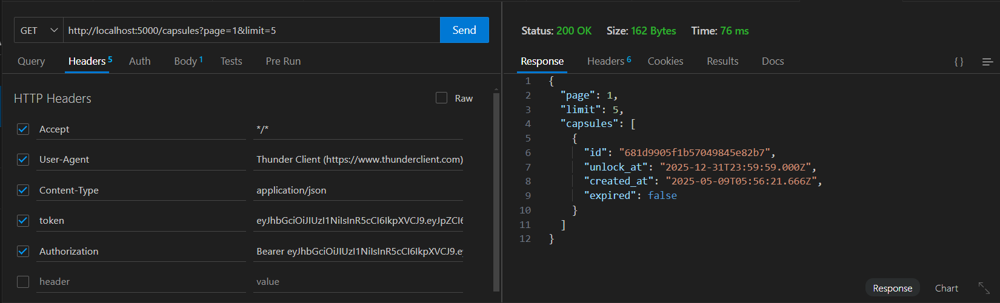 GET
http://localhost:5000/capsules?page=1&limit=5
Send
Query
Headers 5
Auth
Body 1
Tests
Pre Run
HTTP Headers
Raw
Accept
*/*
User-Agent
Thunder Client (https://www.thunderclient.com)
Content-Type
application/json
token
eyJhbGciOiJIUzI1NiIsInR5cCI6IkpXVCJ9.eyJpZCI6
Authorization
Bearer eyJhbGciOiJIUzI1NiIsInR5cCI6IkpXVCJ9.ey
header
value
Status: 200 OK
Size: 162 Bytes
Time: 76 ms
Response
Headers 6
Cookies
Results
Docs
{}
1 {
2 "page": 1,
3 "limit": 5,
4 "capsules": [
5 {
6 "id": "681d9905f1b57049845e82b7",
7 "unlock_at": "2025-12-31T23:59:59.000Z",
8 "created_at": "2025-05-09T05:56:21.666Z",
9 "expired": false
10 }
11 ]
12 }
Response
Chart